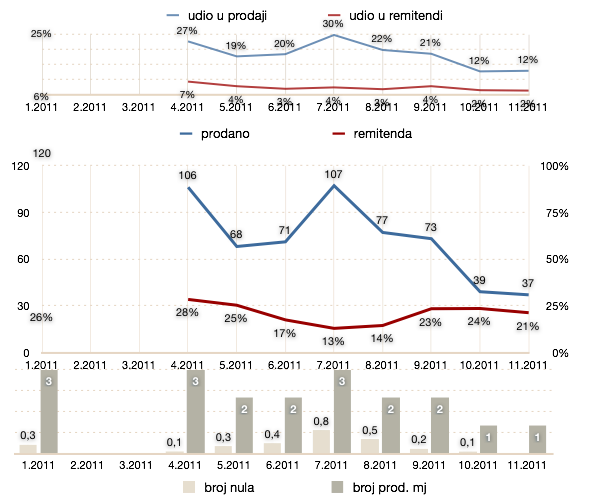 udio u prodaji udio u remitendi
25% 27% 19% 20% 30% 22% 21% 12% 12%
6% 7% 4% 3% 4% 3% 4% 2% 2%
1.2011 2.2011 3.2011 4.2011 5.2011 6.2011 7.2011 8.2011 9.2011 10.2011 11.2011
prodano remitenda
120 120 100%
106 107
90 68 71 77 73 75%
60 39 37 50%
30 26% 28% 25% 17% 13% 14% 23% 24% 21% 25%
0 0%
1.2011 2.2011 3.2011 4.2011 5.2011 6.2011 7.2011 8.2011 9.2011 10.2011 11.2011
3 3 2 2 3 2 2 1 1
0,3 0,1 0,3 0,4 0,8 0,5 0,2 0,1
1.2011 2.2011 3.2011 4.2011 5.2011 6.2011 7.2011 8.2011 9.2011 10.2011 11.2011
broj nula broj prod. mj